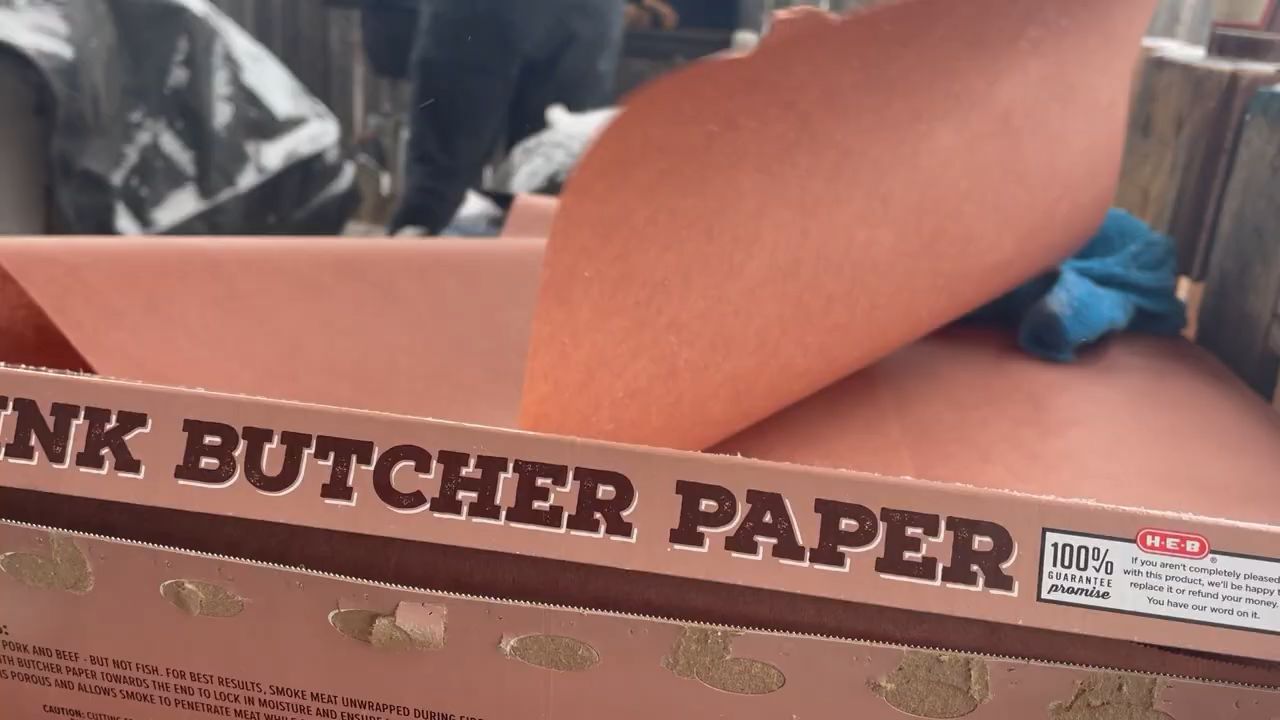 INK BUTCHER PAPER
100%
GUARANTEE
promise
H-E-B
®
If you aren't completely pleased
with this product, we'll be happy
replace it or refund your money.
You have our word on it.
PORK AND BEEF - BUT NOT FISH. FOR BEST RESULTS, SMOKE MEAT UNWRAPPED DURING
TH BUTCHER PAPER TOWARDS THE END TO LOCK IN MOISTURE AND ENSURE
S POROUS AND ALLOWS SMOKE TO PENETRATE MEAT
CAUTION: CUTTING